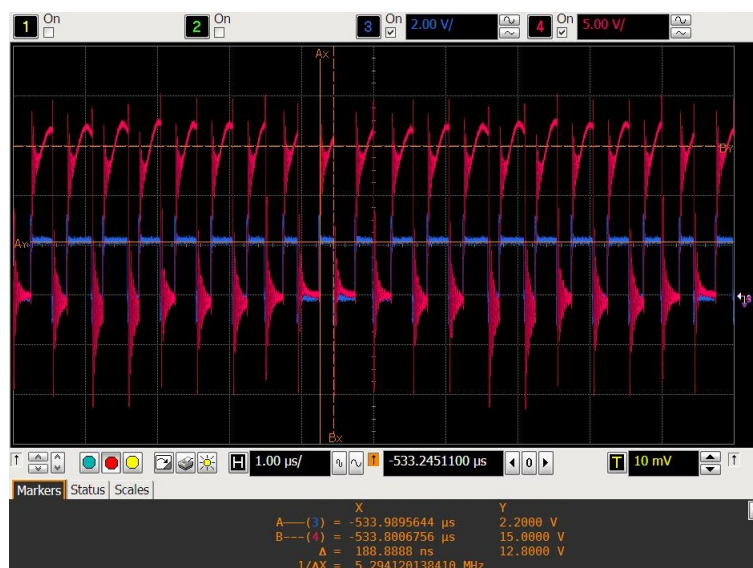 1 On 2 On 3 On 2.00 V/ 4 On 5.00 V/
AX
BY
AY
BX
H 1.00 µs/ -533.2451100 µs 0 T 10 mV
Markers Status Scales
X Y
A——(3) = -533.9895644 µs 2.2000 V
B---(4) = -533.8006756 µs 15.0000 V
Δ = 188.8888 ns 12.8000 V
1/ΔX = 5.294120138410 MHz